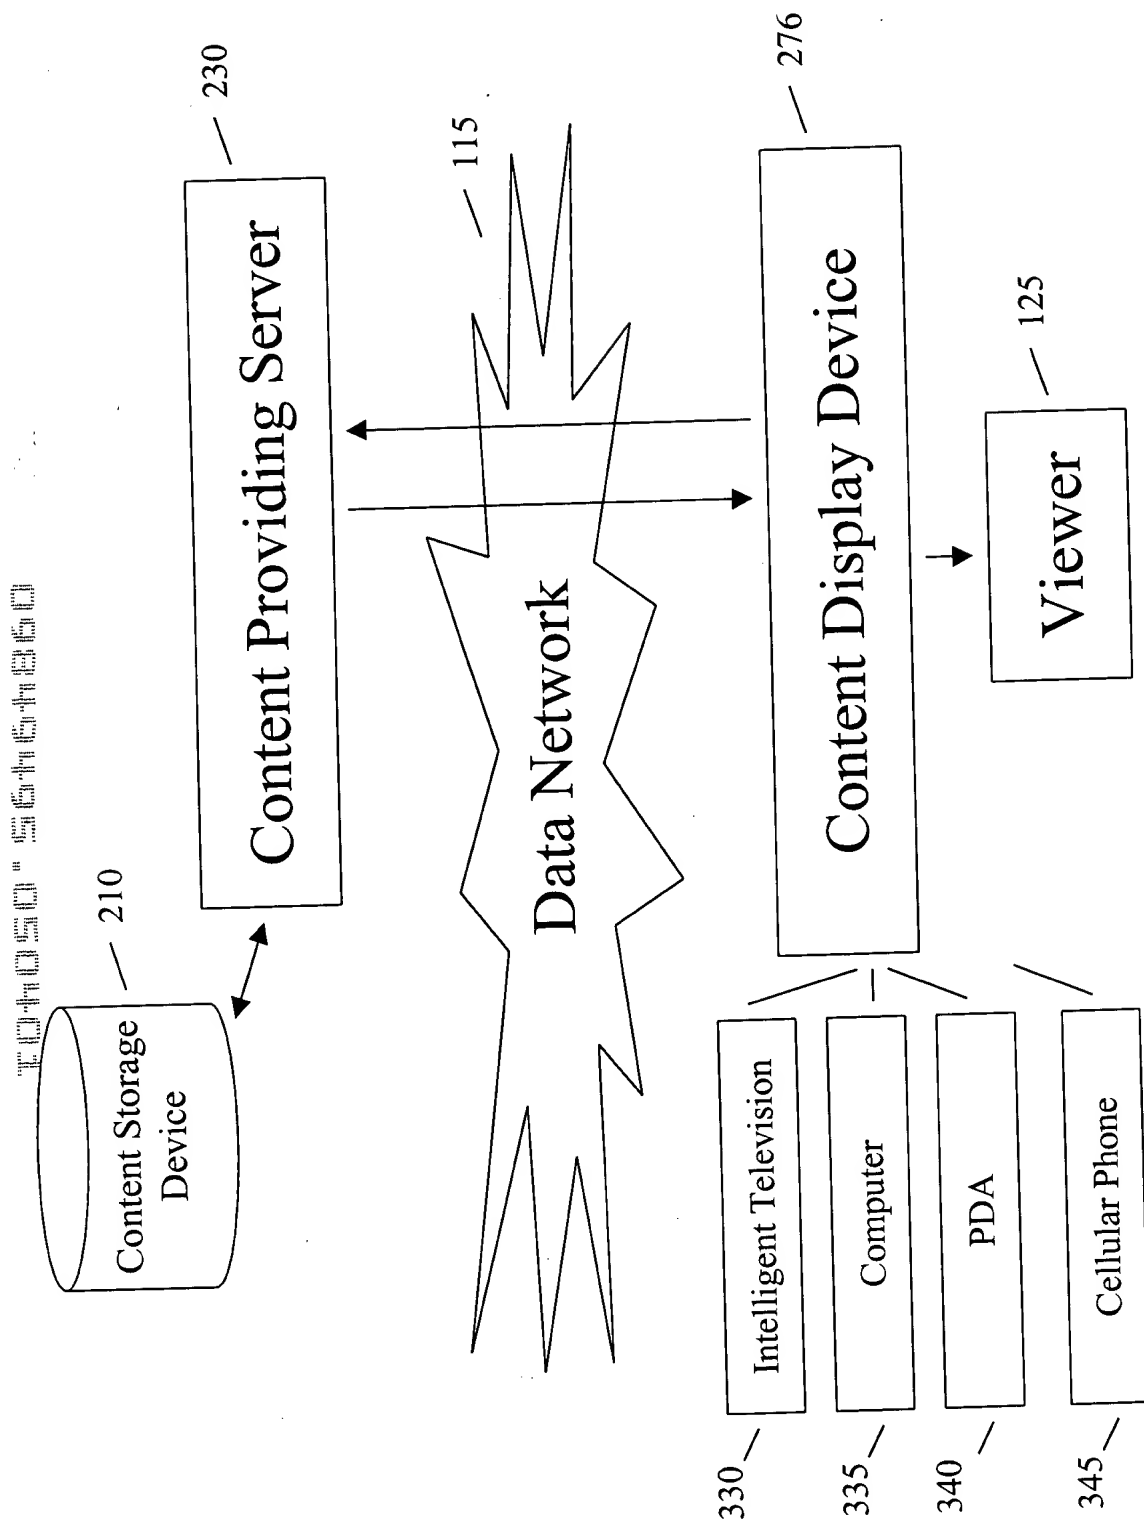 210
Content Storage
Device
230
Content Providing Server
115
Data Network
276
Content Display Device
125
Viewer
330
Intelligent Television
335
Computer
340
PDA
345
Cellular Phone